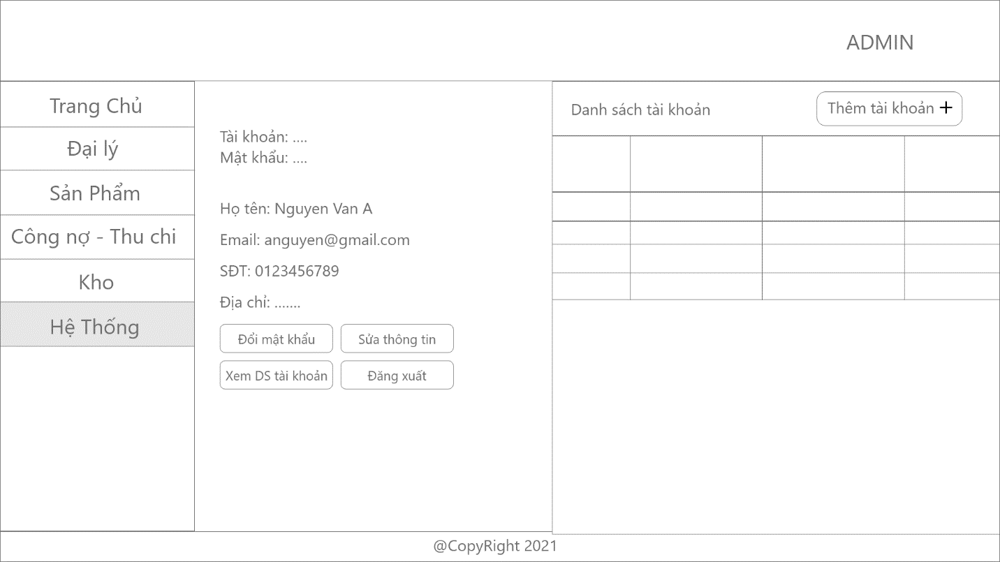 ADMIN
Trang Chủ
Đại lý
Sản Phẩm
Công nợ - Thu chi
Kho
Hệ Thống
Tài khoản: ....
Mật khẩu: ....
Họ tên: Nguyen Van A
Email: anguyen@gmail.com
SĐT: 0123456789
Địa chỉ: .......
Đổi mật khẩu
Sửa thông tin
Xem DS tài khoản
Đăng xuất
Danh sách tài khoản
Thêm tài khoản +
@CopyRight 2021